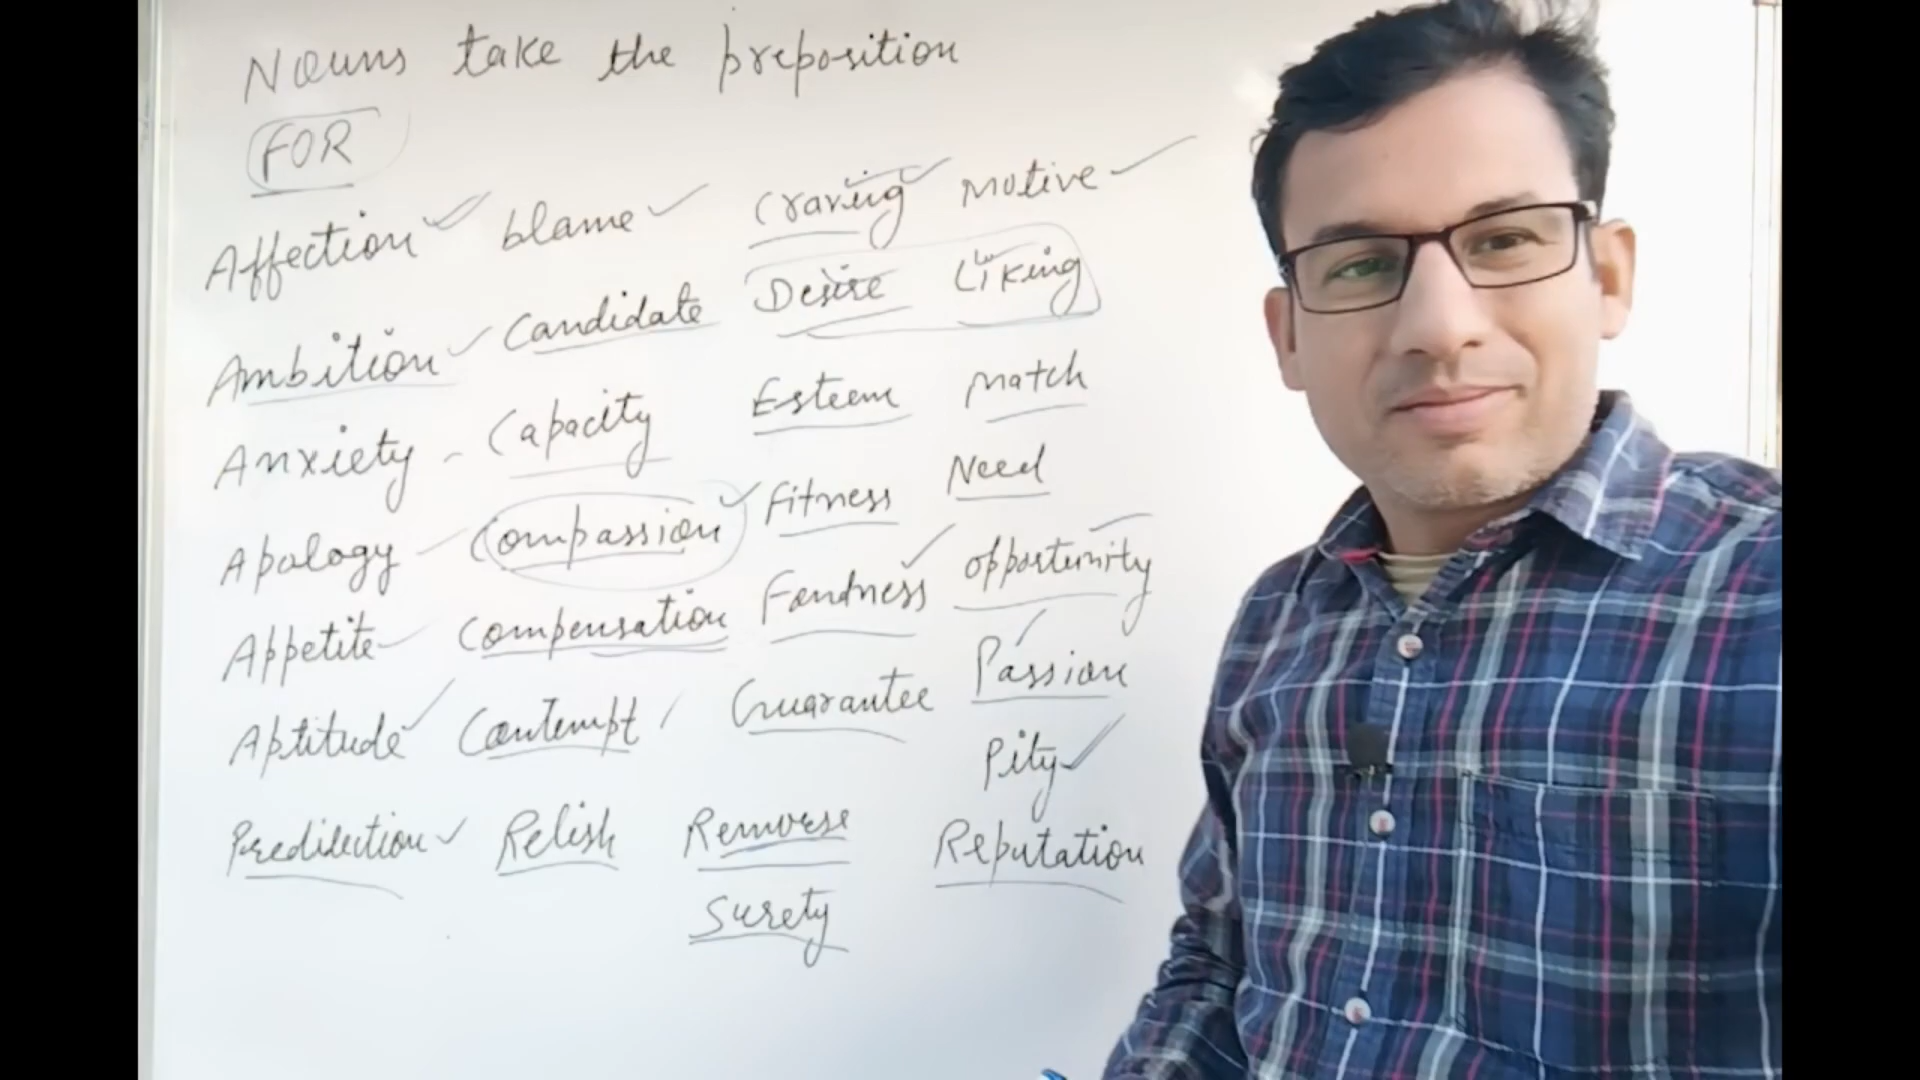 Nouns take the preposition
FOR
Affection blame Craving Motive
Ambition Candidate Desire Liking
Anxiety Capacity Esteem Match
Apology Compassion Fitness Need
Appetite Compensation Fondness opportunity
Aptitude Contempt Guarantee Passion
Pity
Predilection Relish Remorse Reputation
Surety